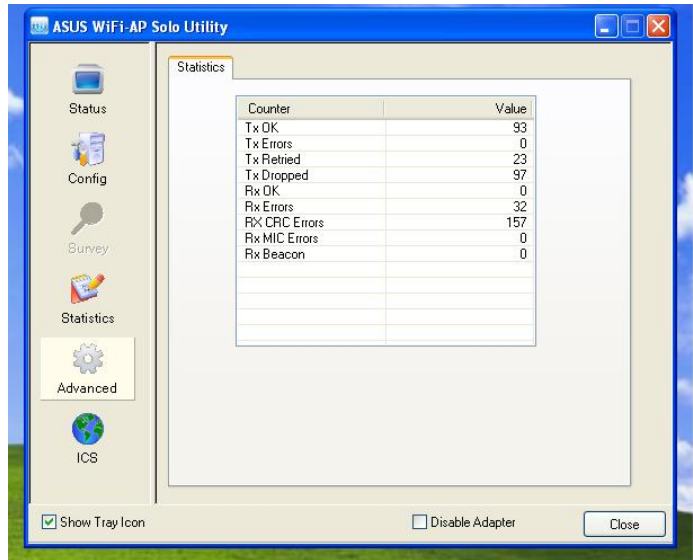 ASUS WiFi-AP Solo Utility
Status
Config
Survey
Statistics
Advanced
ICS
Statistics
Counter Value
Tx OK 93
Tx Errors 0
Tx Retried 23
Tx Dropped 97
Rx OK 0
Rx Errors 32
RX CRC Errors 157
Rx MIC Errors 0
Rx Beacon 0
Show Tray Icon
Disable Adapter
Close